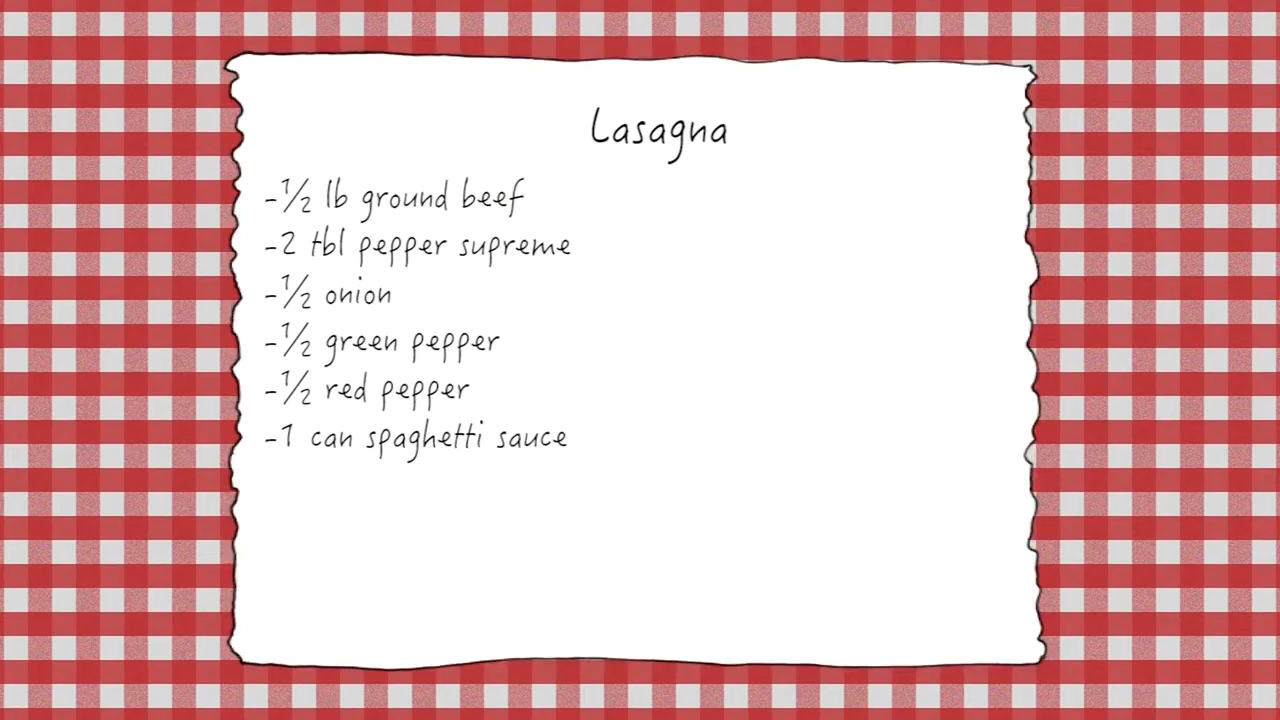 Lasagna
-½ lb ground beef
-2 tbl pepper supreme
-½ onion
-½ green pepper
-½ red pepper
-1 can spaghetti sauce